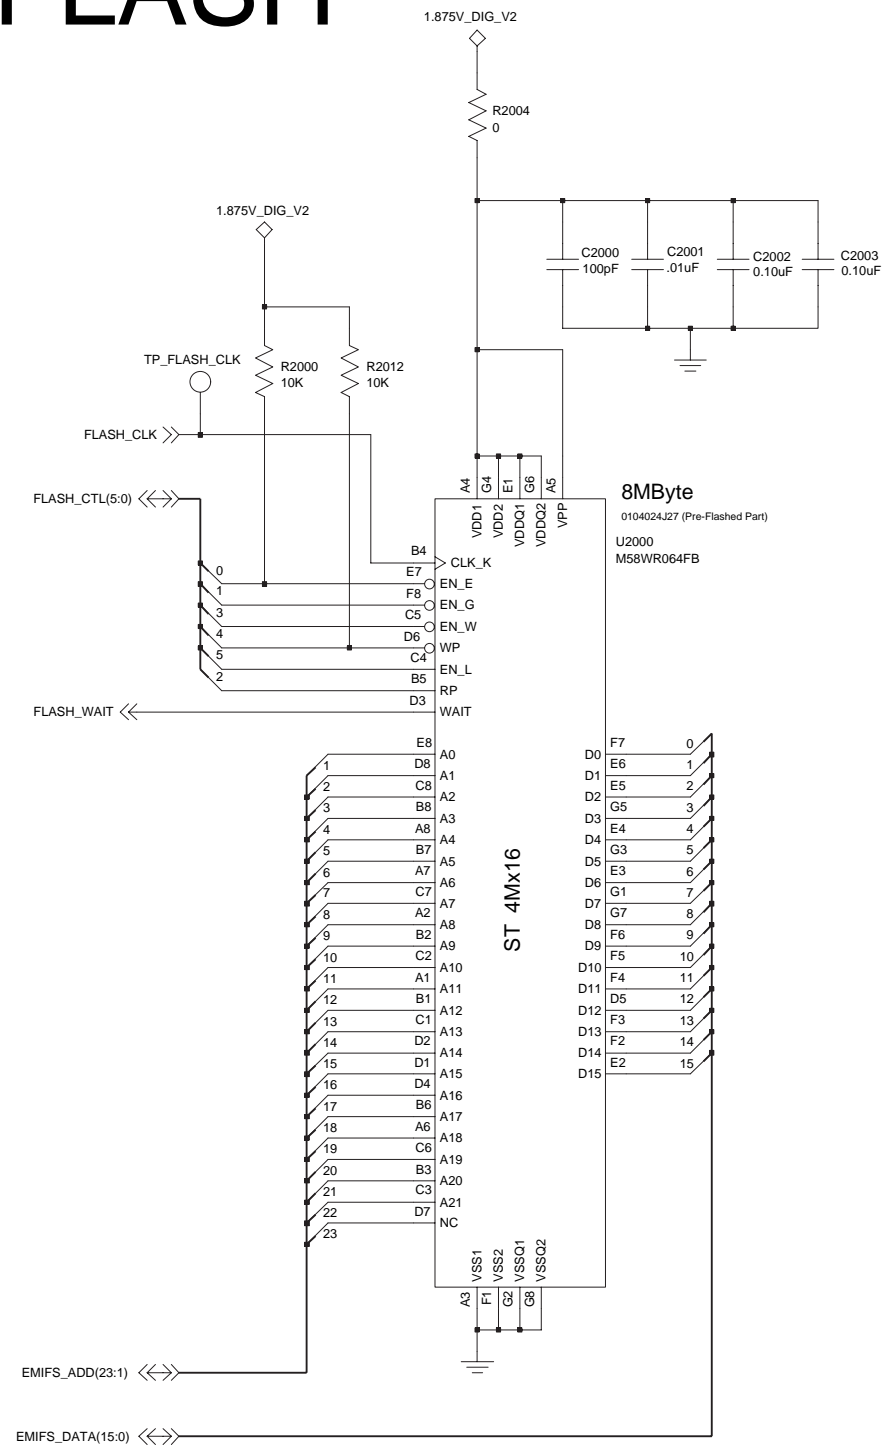 FLASH
1.875V_DIG_V2
R2004
0
1.875V_DIG_V2
C2000
100pF
C2001
.01uF
C2002
0.10uF
C2003
0.10uF
TP_FLASH_CLK
R2000
10K
R2012
10K
FLASH_CLK
FLASH_CTL(5:0)
A4 G4 E1 G6 A5
VDD1 VDD2 VDDQ1 VDDQ2 VPP
8MByte
0104024J27 (Pre-Flashed Part)
U2000
M58WR064FB
B4 CLK_K
0 E7 EN_E
1 F8 EN_G
3 C5 EN_W
4 D6 WP
5 C4 EN_L
2 B5 RP
FLASH_WAIT D3 WAIT
1 E8 A0
2 D8 A1
3 C8 A2
4 B8 A3
5 A8 A4
6 B7 A5
7 A7 A6
8 C7 A7
9 A2 A8
10 B2 A9
11 C2 A10
12 A1 A11
13 B1 A12
14 C1 A13
15 D2 A14
16 D1 A15
17 D4 A16
18 B6 A17
19 A6 A18
20 C6 A19
21 B3 A20
22 C3 A21
23 D7 NC
ST 4Mx16
D0 F7 0
D1 E6 1
D2 E5 2
D3 G5 3
D4 E4 4
D5 G3 5
D6 E3 6
D7 G1 7
D8 G7 8
D9 F6 9
D10 F5 10
D11 F4 11
D12 D5 12
D13 F3 13
D14 F2 14
D15 E2 15
VSS1 VSS2 VSSQ1 VSSQ2
A3 F1 G2 G8
EMIFS_ADD(23:1)
EMIFS_DATA(15:0)